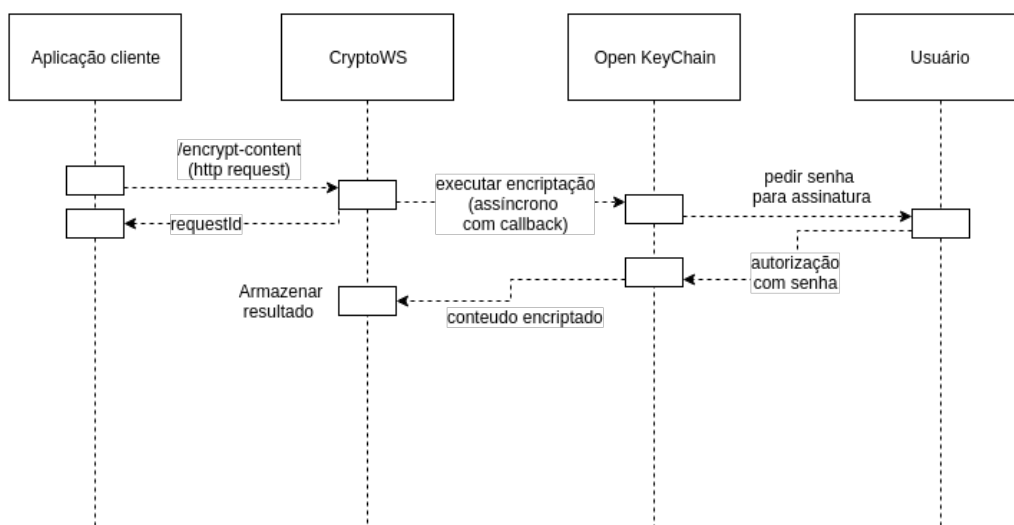 Aplicação cliente
CryptoWS
Open KeyChain
Usuário
/encrypt-content
(http request)
executar encriptação
(assíncrono
com callback)
pedir senha
para assinatura
requestId
autorização
com senha
Armazenar
resultado
conteudo encriptado